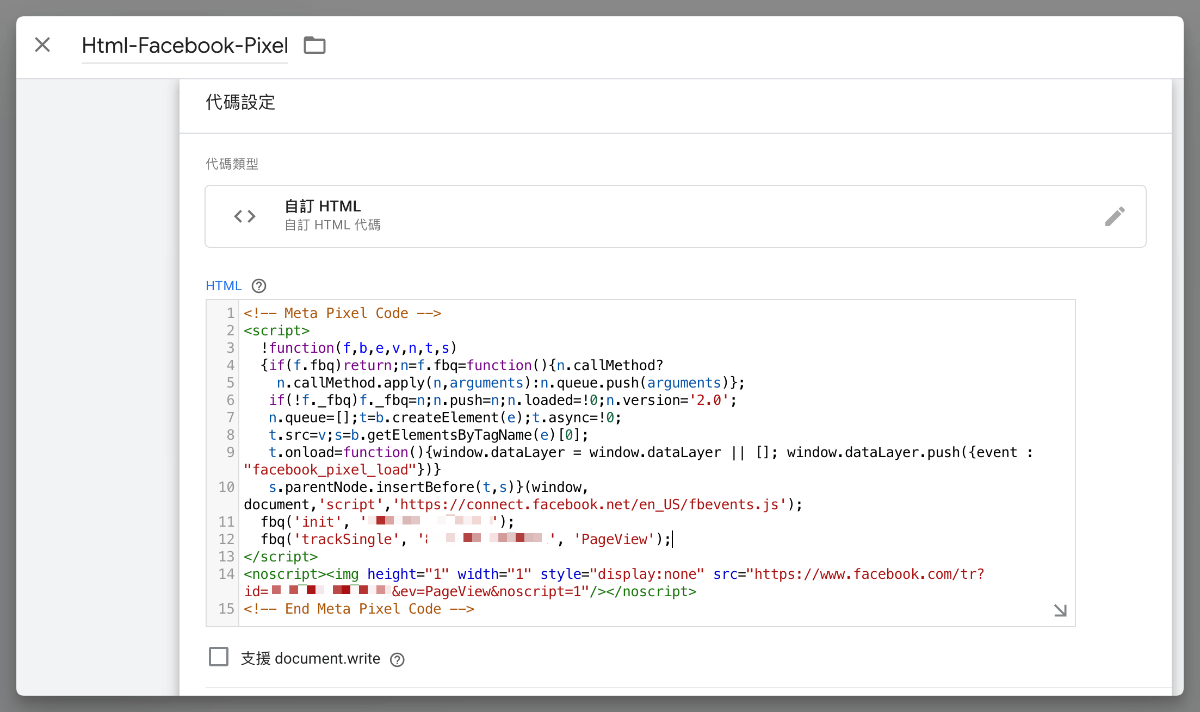 Html-Facebook-Pixel
代碼設定
代碼類型
自訂 HTML
自訂 HTML 代碼
HTML
1 <!-- Meta Pixel Code -->
2 <script>
3 !function(f,b,e,v,n,t,s)
4 {if(f.fbq)return;n=f.fbq=function(){n.callMethod?
5 n.callMethod.apply(n,arguments):n.queue.push(arguments)};
6 if(!f._fbq)f._fbq=n;n.push=n;n.loaded=!0;n.version='2.0';
7 n.queue=[];t=b.createElement(e);t.async=!0;
8 t.src=v;s=b.getElementsByTagName(e)[0];
9 t.onload=function(){window.dataLayer = window.dataLayer || []; window.dataLayer.push({event :
"facebook_pixel_load"})}
10 s.parentNode.insertBefore(t,s)}(window,
document,'script','https://connect.facebook.net/en_US/fbevents.js');
11 fbq('init', '');
12 fbq('trackSingle', '', 'PageView');
13 </script>
14 <noscript><img height="1" width="1" style="display:none" src="https://www.facebook.com/tr?
id=&ev=PageView&noscript=1"/></noscript>
15 <!-- End Meta Pixel Code -->
支援 document.write